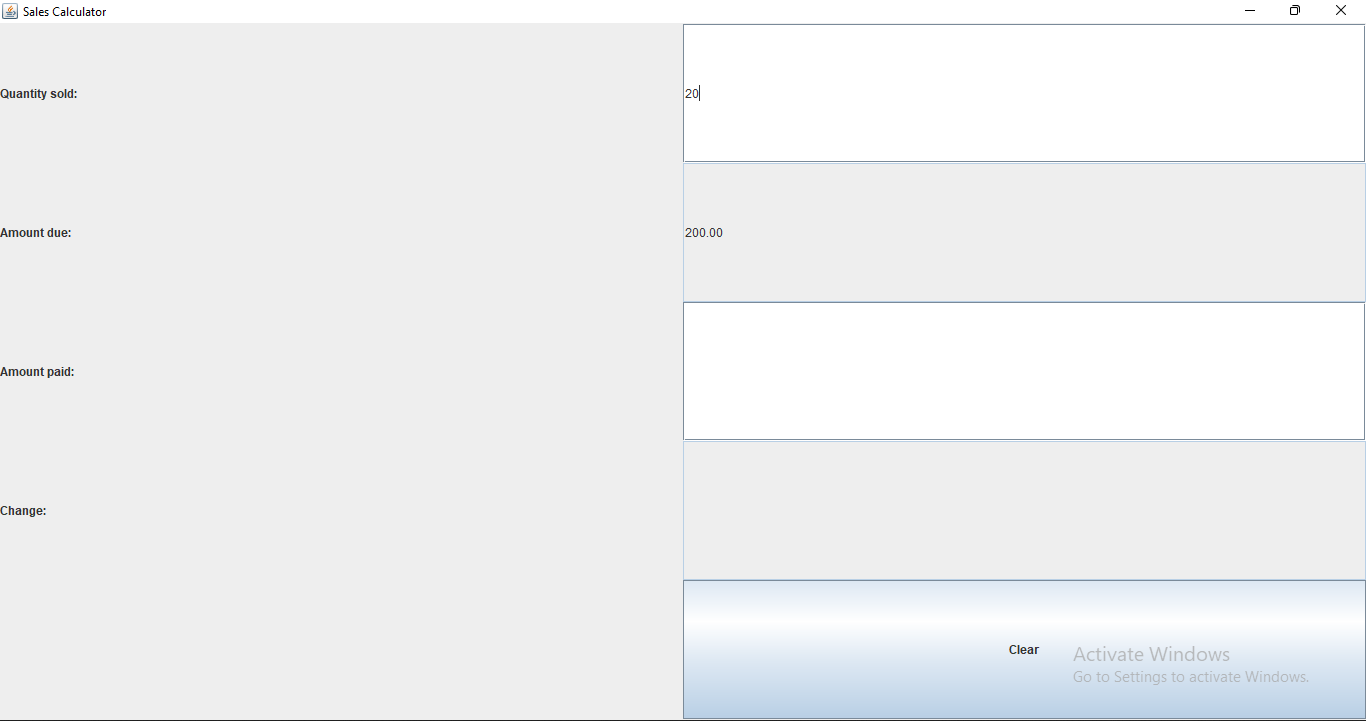 Sales Calculator
Quantity sold:
20
Amount due:
200.00
Amount paid:
Change:
Clear
Activate Windows
Go to Settings to activate Windows.